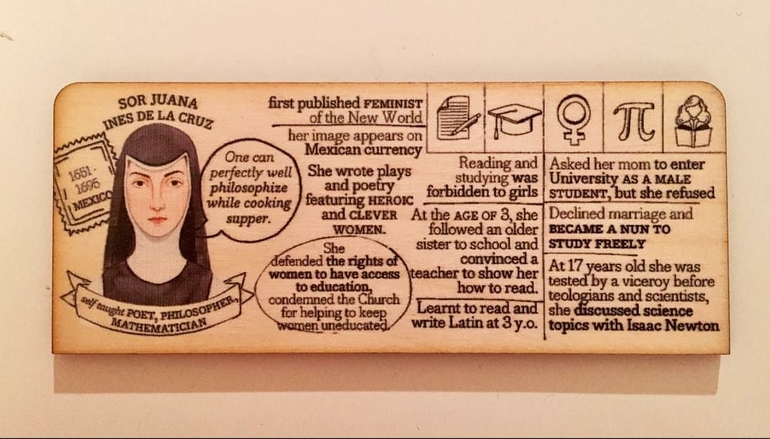 SOR JUANA
INES DE LA CRUZ
1651-
1695
MEXICO
One can
perfectly well
philosophize
while cooking
supper.
self taught POET, PHILOSOPHER,
MATHEMATICIAN
first published FEMINIST
of the New World
her image appears on
Mexican currency
She wrote plays
and poetry
featuring HEROIC
and CLEVER
WOMEN.
She
defended the rights of
women to have access
to education,
condemned the Church
for helping to keep
women uneducated.
π
Reading and
studying was
forbidden to girls
At the AGE OF 3, she
followed an older
sister to school and
convinced a
teacher to show her
how to read.
Learnt to read and
write Latin at 3 y.o.
Asked her mom to enter
University AS A MALE
STUDENT, but she refused
Declined marriage and
BECAME A NUN TO
STUDY FREELY
At 17 years old she was
tested by a viceroy before
teologians and scientists,
she discussed science
topics with Isaac Newton